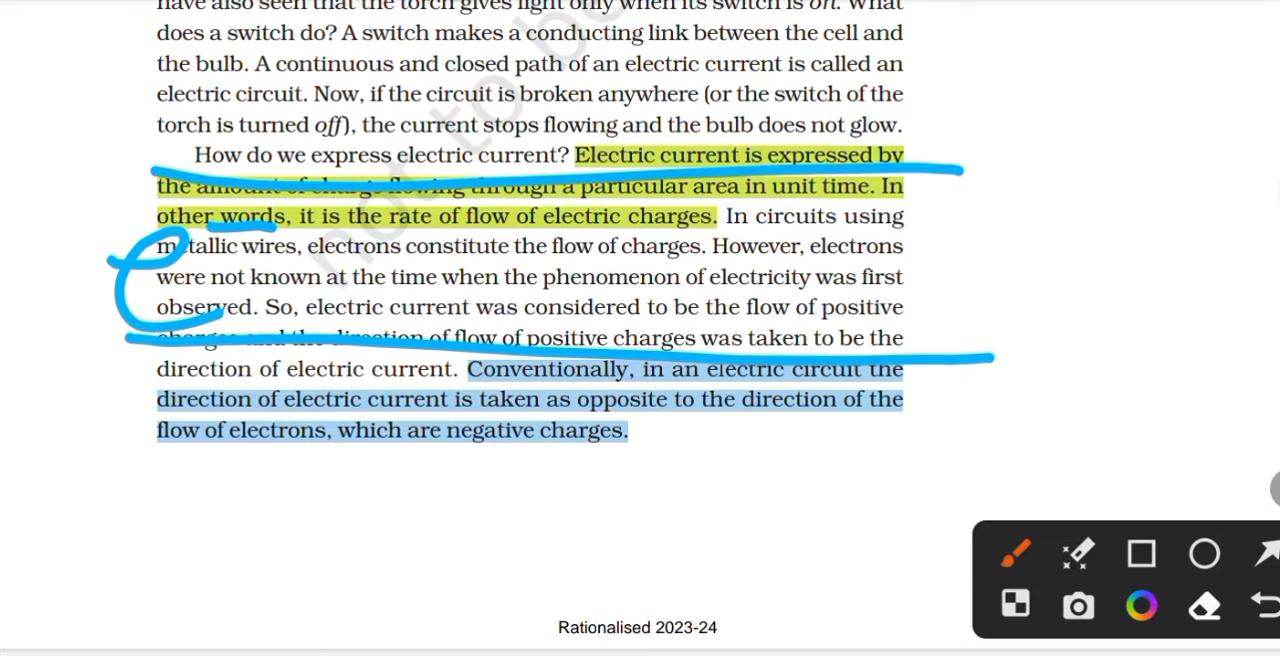 have also seen that the torch gives light only when its switch is on. What
does a switch do? A switch makes a conducting link between the cell and
the bulb. A continuous and closed path of an electric current is called an
electric circuit. Now, if the circuit is broken anywhere (or the switch of the
torch is turned off), the current stops flowing and the bulb does not glow.
How do we express electric current? Electric current is expressed by
the amount of charge flowing through a particular area in unit time. In
other words, it is the rate of flow of electric charges. In circuits using
metallic wires, electrons constitute the flow of charges. However, electrons
were not known at the time when the phenomenon of electricity was first
observed. So, electric current was considered to be the flow of positive
charges and the direction of flow of positive charges was taken to be the
direction of electric current. Conventionally, in an electric circuit the
direction of electric current is taken as opposite to the direction of the
flow of electrons, which are negative charges.
not to be
Rationalised 2023-24